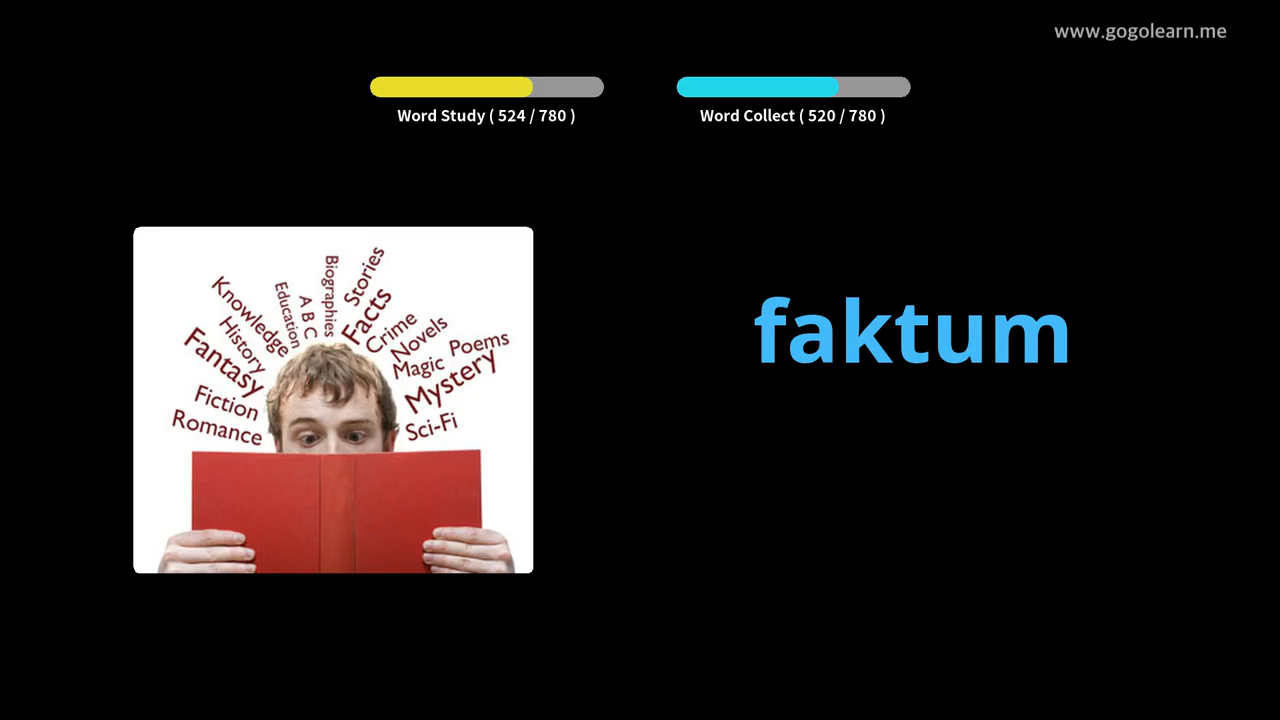 www.gogolearn.me
Word Study ( 524 / 780 )
Word Collect ( 520 / 780 )
Romance
Fiction
Fantasy
History
Knowledge
Education
A B C
Biographies
Stories
Facts
Crime
Novels
Magic
Poems
Mystery
Sci-Fi
faktum